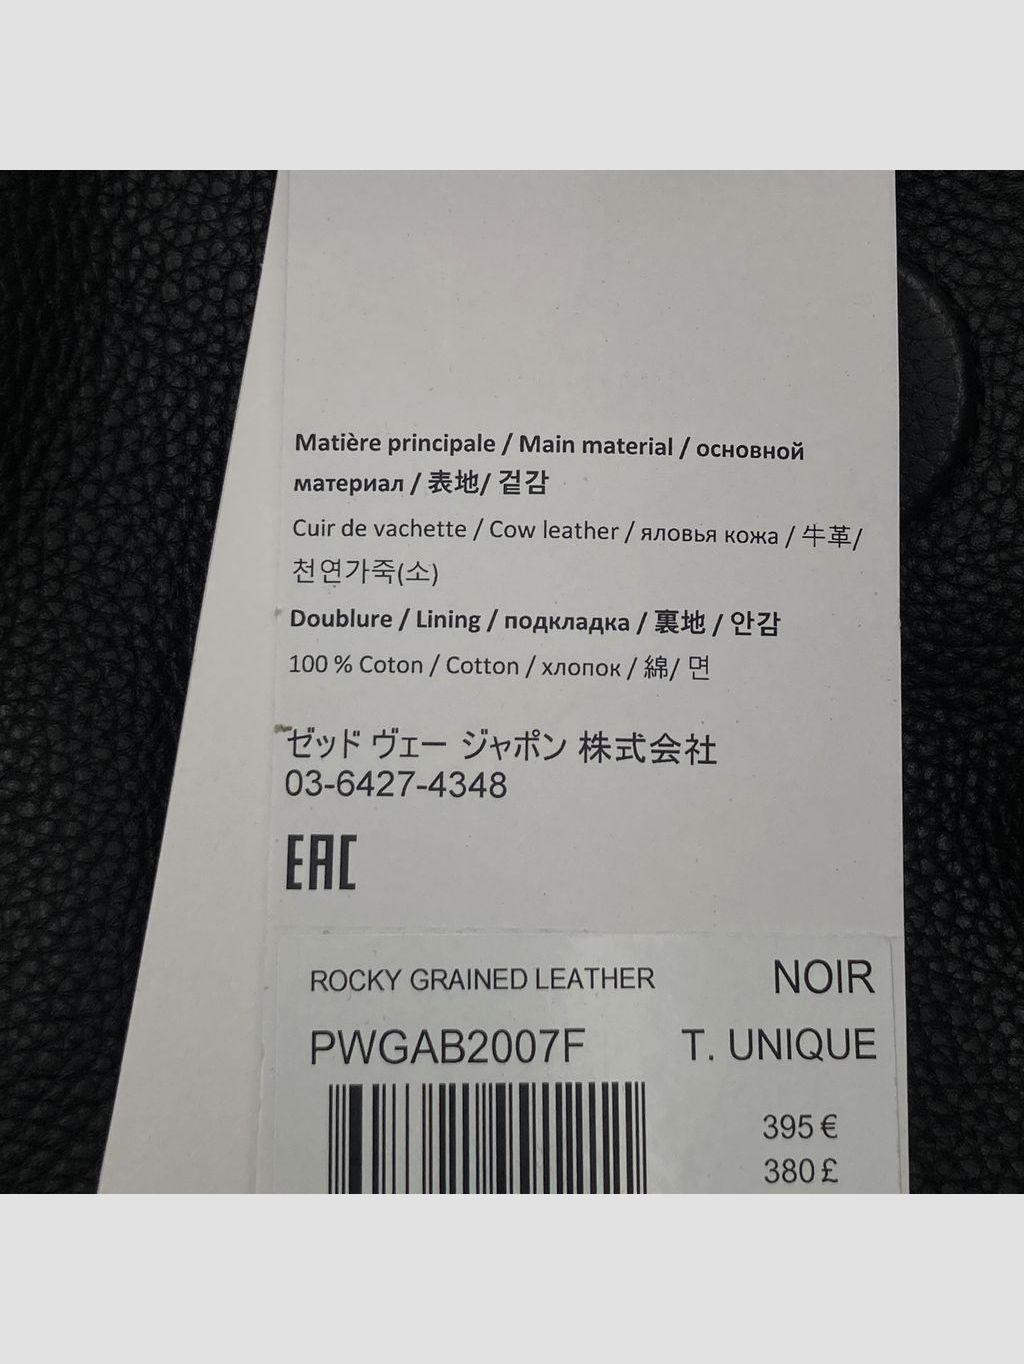 Matière principale / Main material / основной
материал / 表地/ 겉감
Cuir de vachette / Cow leather / яловья кожа / 牛革/
천연가죽(소)
Doublure / Lining / подкладка / 裏地 / 안감
100 % Coton / Cotton / хлопок / 綿/ 면
ゼッド ヴェー ジャポン 株式会社
03-6427-4348
EAC
ROCKY GRAINED LEATHER NOIR
PWGAB2007F T. UNIQUE
395 €
380 £